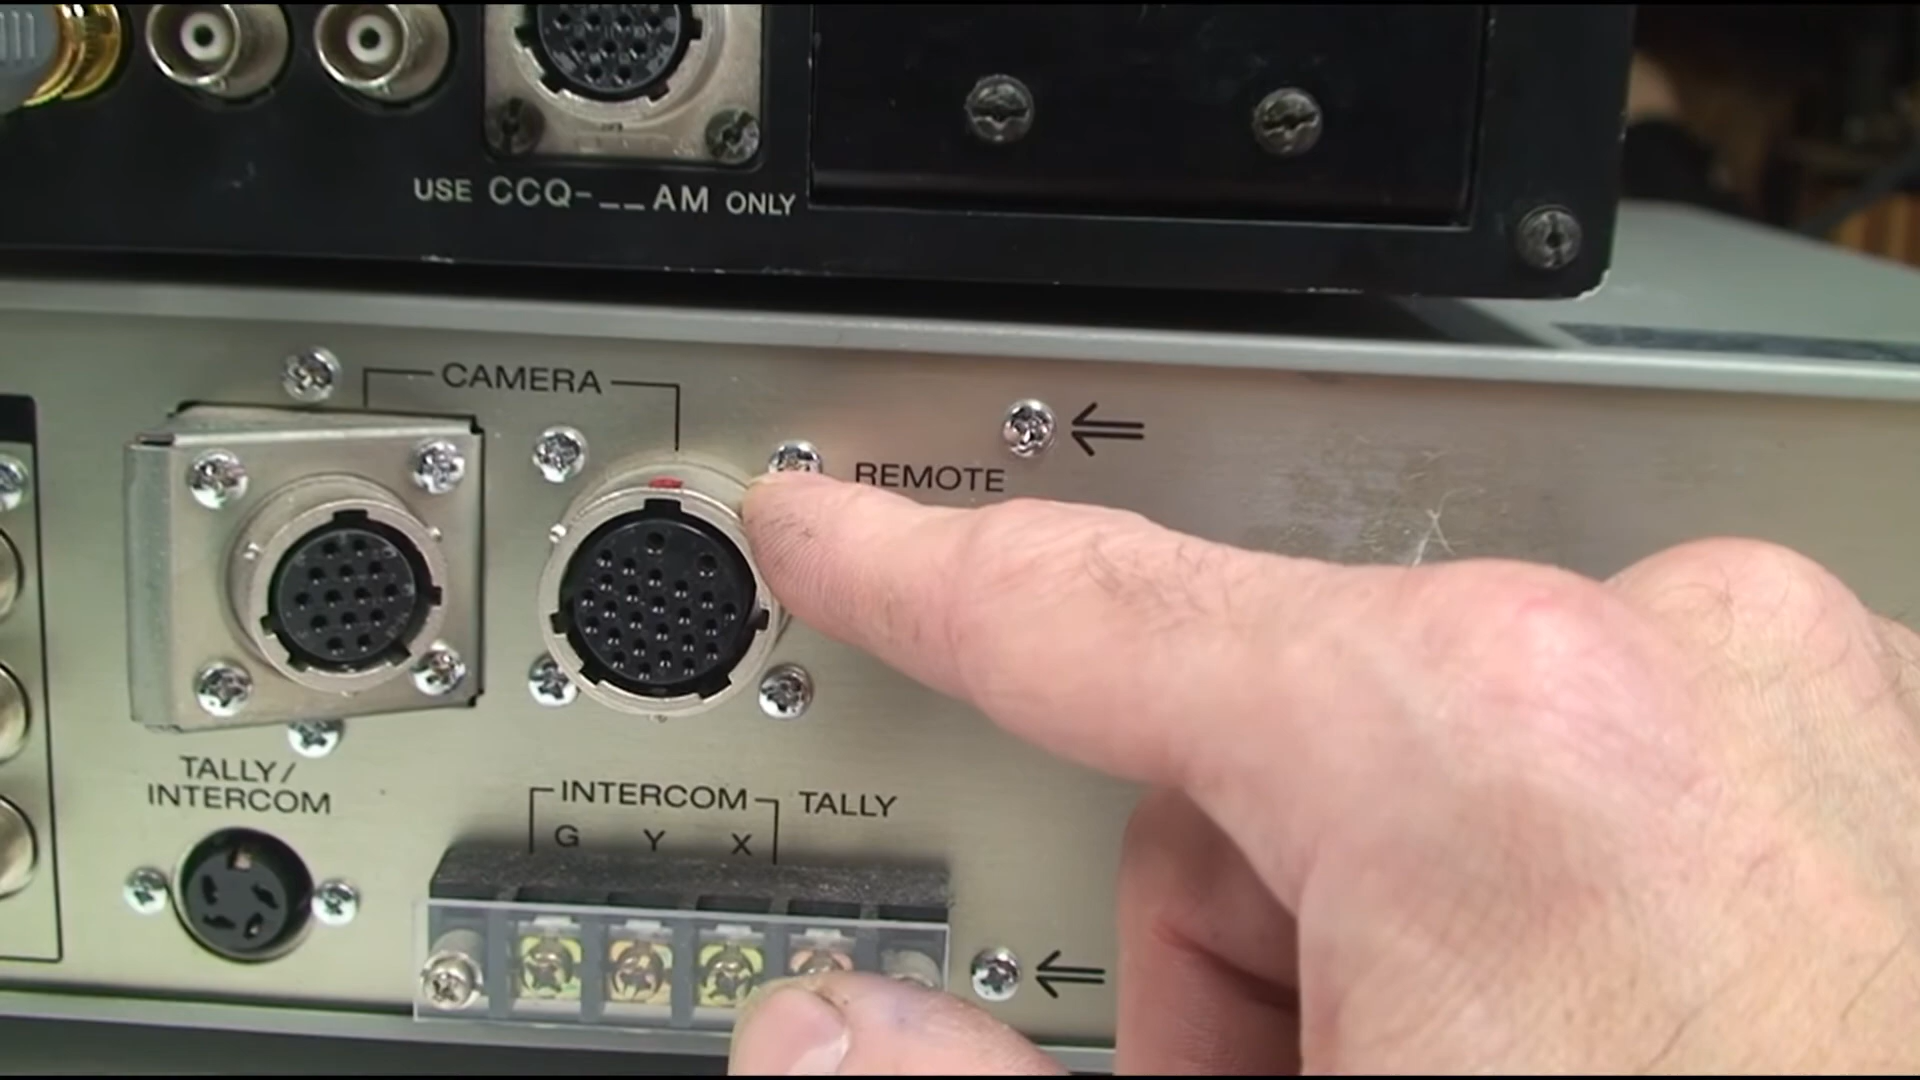 USE CCQ-__AM ONLY
CAMERA
REMOTE
TALLY/
INTERCOM
INTERCOM
G Y X
TALLY